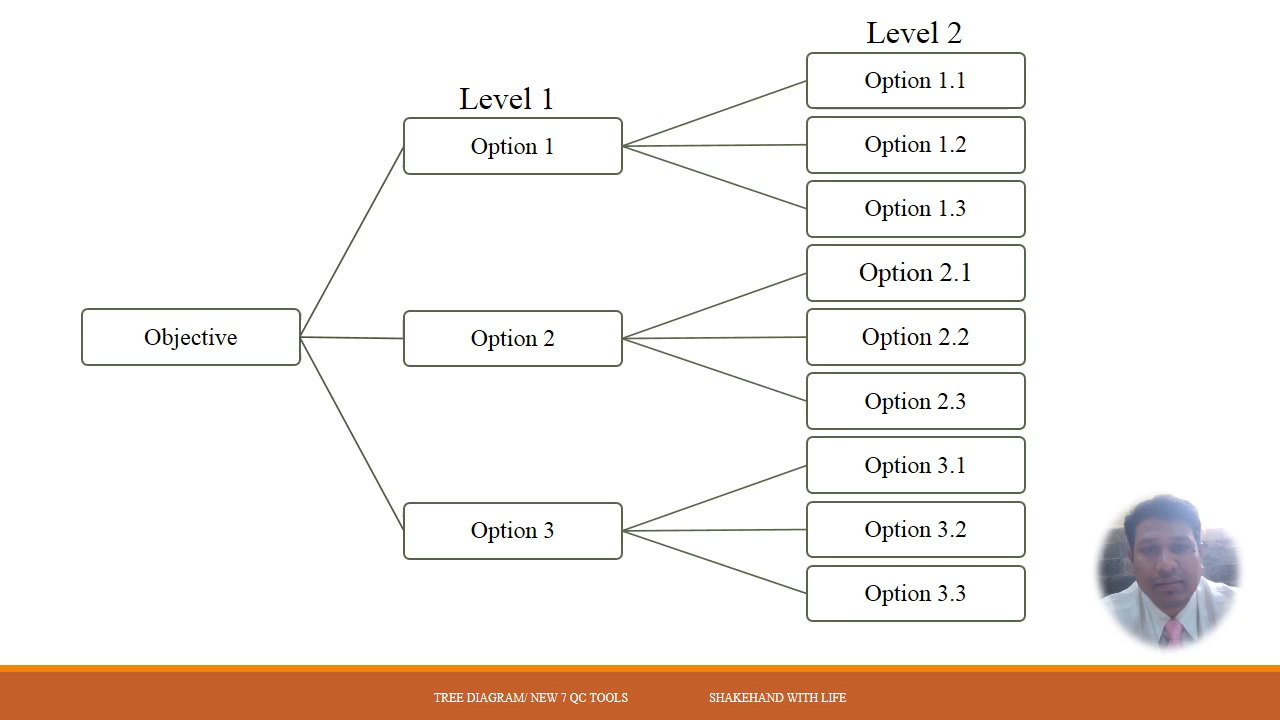 Level 2
Option 1.1
Level 1
Option 1
Option 1.2
Option 1.3
Option 2.1
Objective
Option 2
Option 2.2
Option 2.3
Option 3.1
Option 3
Option 3.2
Option 3.3
TREE DIAGRAM/ NEW 7 QC TOOLS
SHAKEHAND WITH LIFE